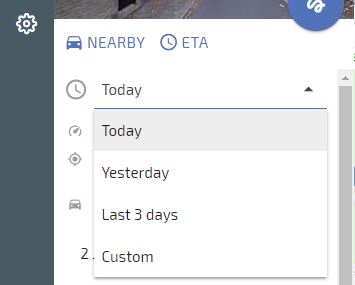 NEARBY ETA
Today
Today
Yesterday
Last 3 days
2.
Custom